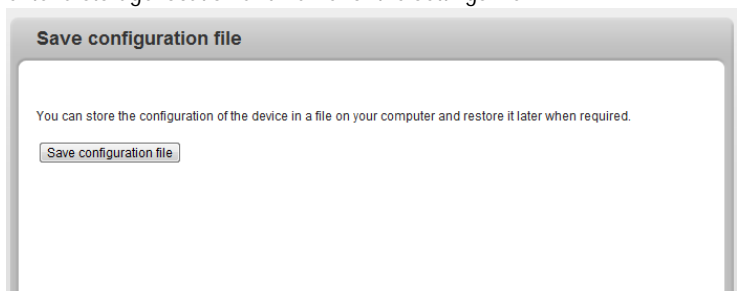 Save configuration file
You can store the configuration of the device in a file on your computer and restore it later when required.
Save configuration file